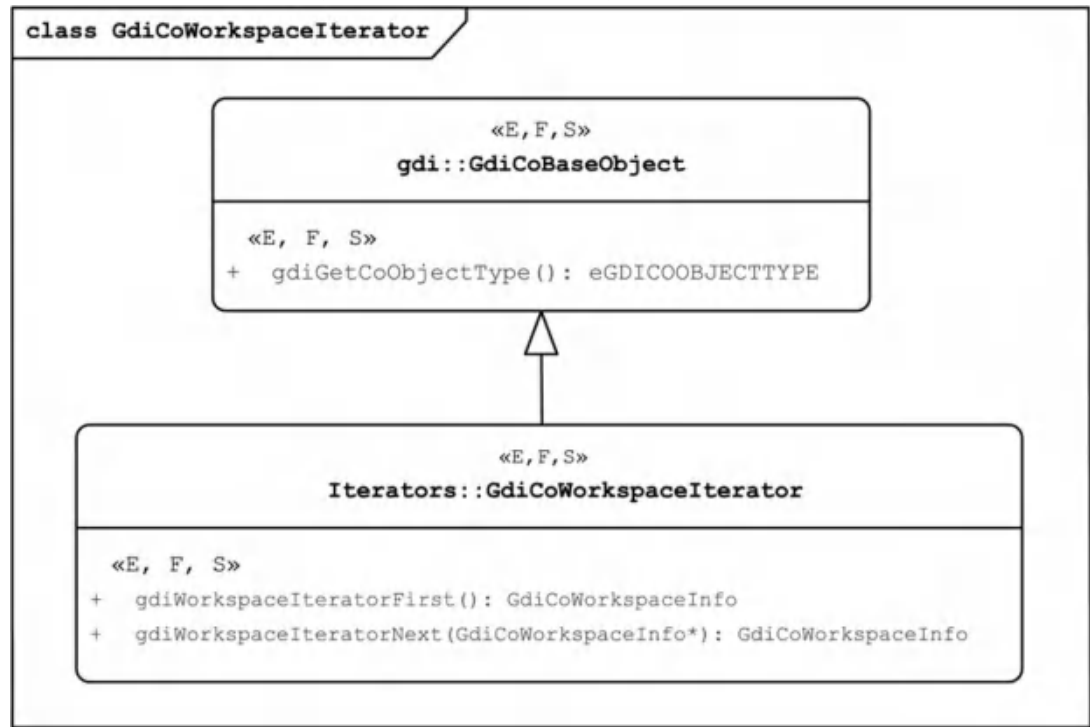 class GdiCoWorkspaceIterator
«E,F,S»
gdi::GdiCoBaseObject
«E, F, S»
+ gdiGetCoObjectType(): eGDICOOBJECTTYPE
«E,F,S»
Iterators::GdiCoWorkspaceIterator
«E, F, S»
+ gdiWorkspaceIteratorFirst(): GdiCoWorkspaceInfo
+ gdiWorkspaceIteratorNext(GdiCoWorkspaceInfo*): GdiCoWorkspaceInfo